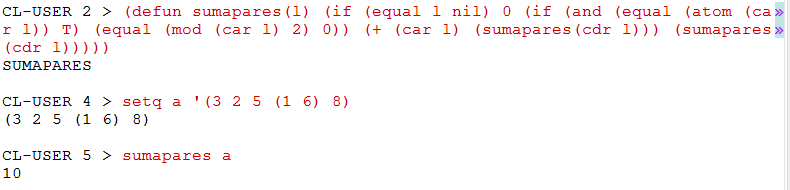 CL-USER 2 > (defun sumapares(l) (if (equal l nil) 0 (if (and (equal (atom (ca»
r l)) T) (equal (mod (car l) 2) 0)) (+ (car l) (sumapares(cdr l))) (sumapares»
(cdr l)))))
SUMAPARES
CL-USER 4 > setq a '(3 2 5 (1 6) 8)
(3 2 5 (1 6) 8)
CL-USER 5 > sumapares a
10